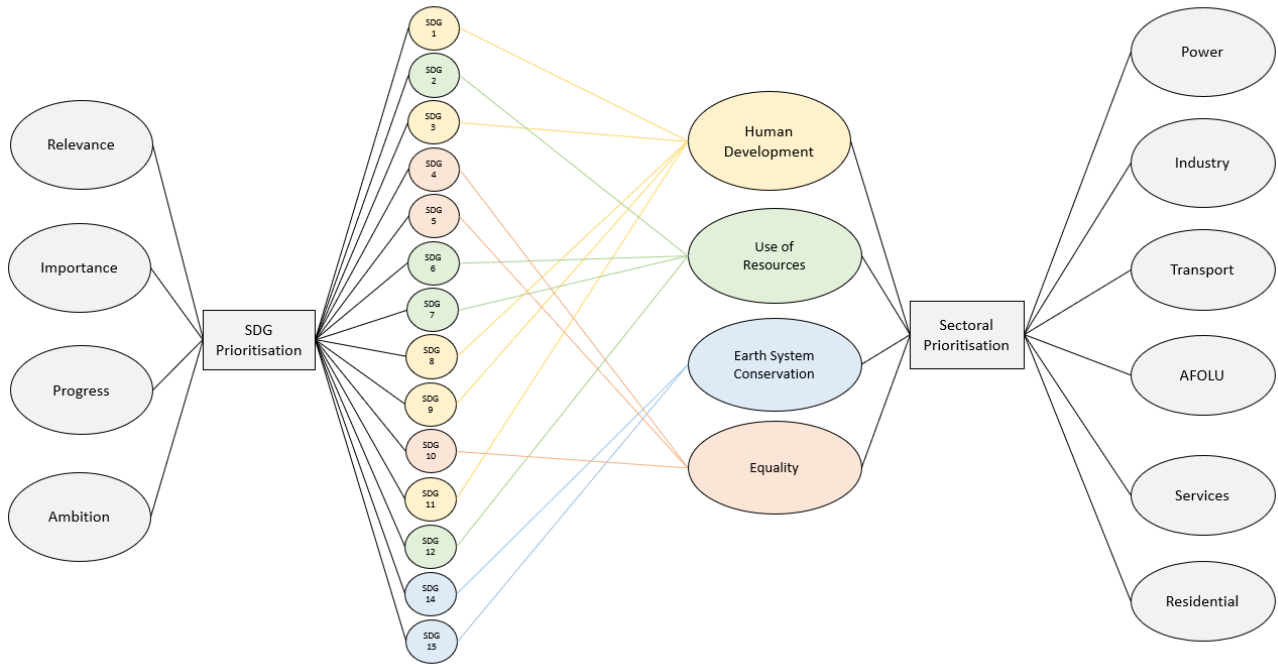 Relevance
Importance
Progress
Ambition
SDG
Prioritisation
SDG
1
SDG
2
SDG
3
SDG
4
SDG
5
SDG
6
SDG
7
SDG
8
SDG
9
SDG
10
SDG
11
SDG
12
SDG
14
SDG
15
Human
Development
Use of
Resources
Earth System
Conservation
Equality
Sectoral
Prioritisation
Power
Industry
Transport
AFOLU
Services
Residential